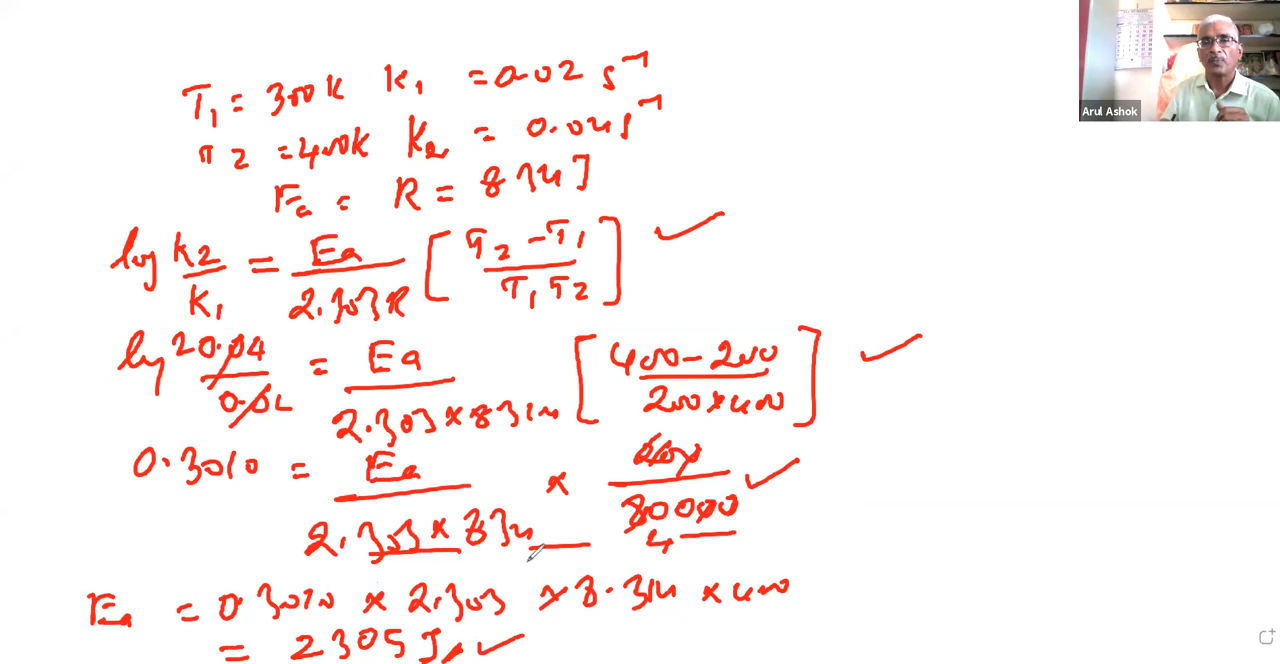 T₁ = 300K K₁ = 0.02 s⁻¹
T₂ = 400K K₂ = 0.04 s⁻¹
Ea = R = 8.314 J
log K₂/K₁ = Ea/2.303R [T₂ - T₁/T₁T₂]
log 2 0.04/0.02 = Ea/2.303 x 8.314 [400 - 200/200 x 400]
0.3010 = Ea/2.303 x 8.314 x 200/80000 4
Ea = 0.3010 x 2.303 x 8.314 x 400
= 2305 J
Arul Ashok